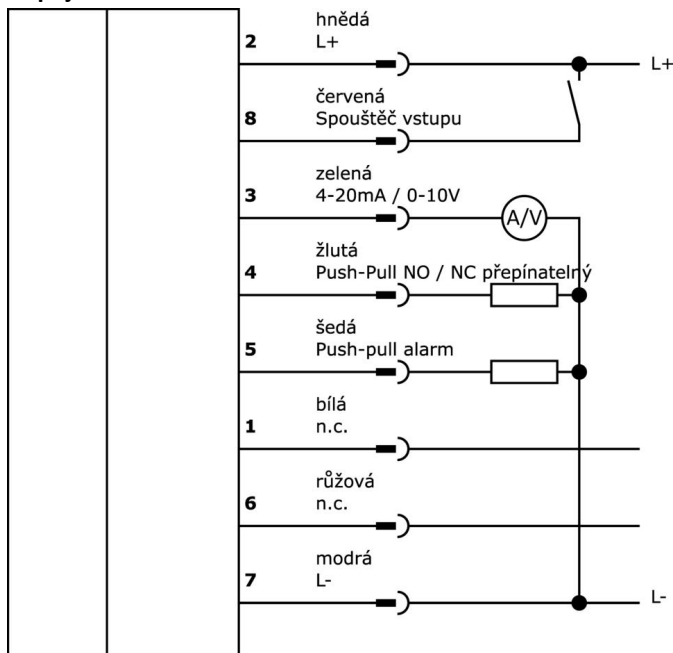 hnědá
2 L+
L+
červená
8 Spouštěč vstupu
zelená
3 4-20mA / 0-10V
A/V
žlutá
4 Push-Pull NO / NC přepínatelný
šedá
5 Push-pull alarm
bílá
1 n.c.
růžová
6 n.c.
modrá
7 L-
L-